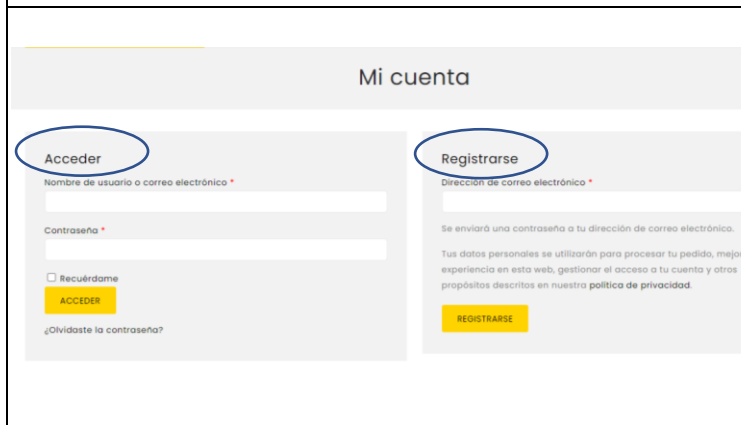 Mi cuenta
Acceder
Nombre de usuario o correo electrónico *
Contraseña *
Recuérdame
ACCEDER
¿Olvidaste la contraseña?
Registrarse
Dirección de correo electrónico *
Se enviará una contraseña a tu dirección de correo electrónico.
Tus datos personales se utilizarán para procesar tu pedido,
experiencia en esta web, gestionar el acceso a tu cuenta y otros
propósitos descritos en nuestra política de privacidad.
REGISTRARSE